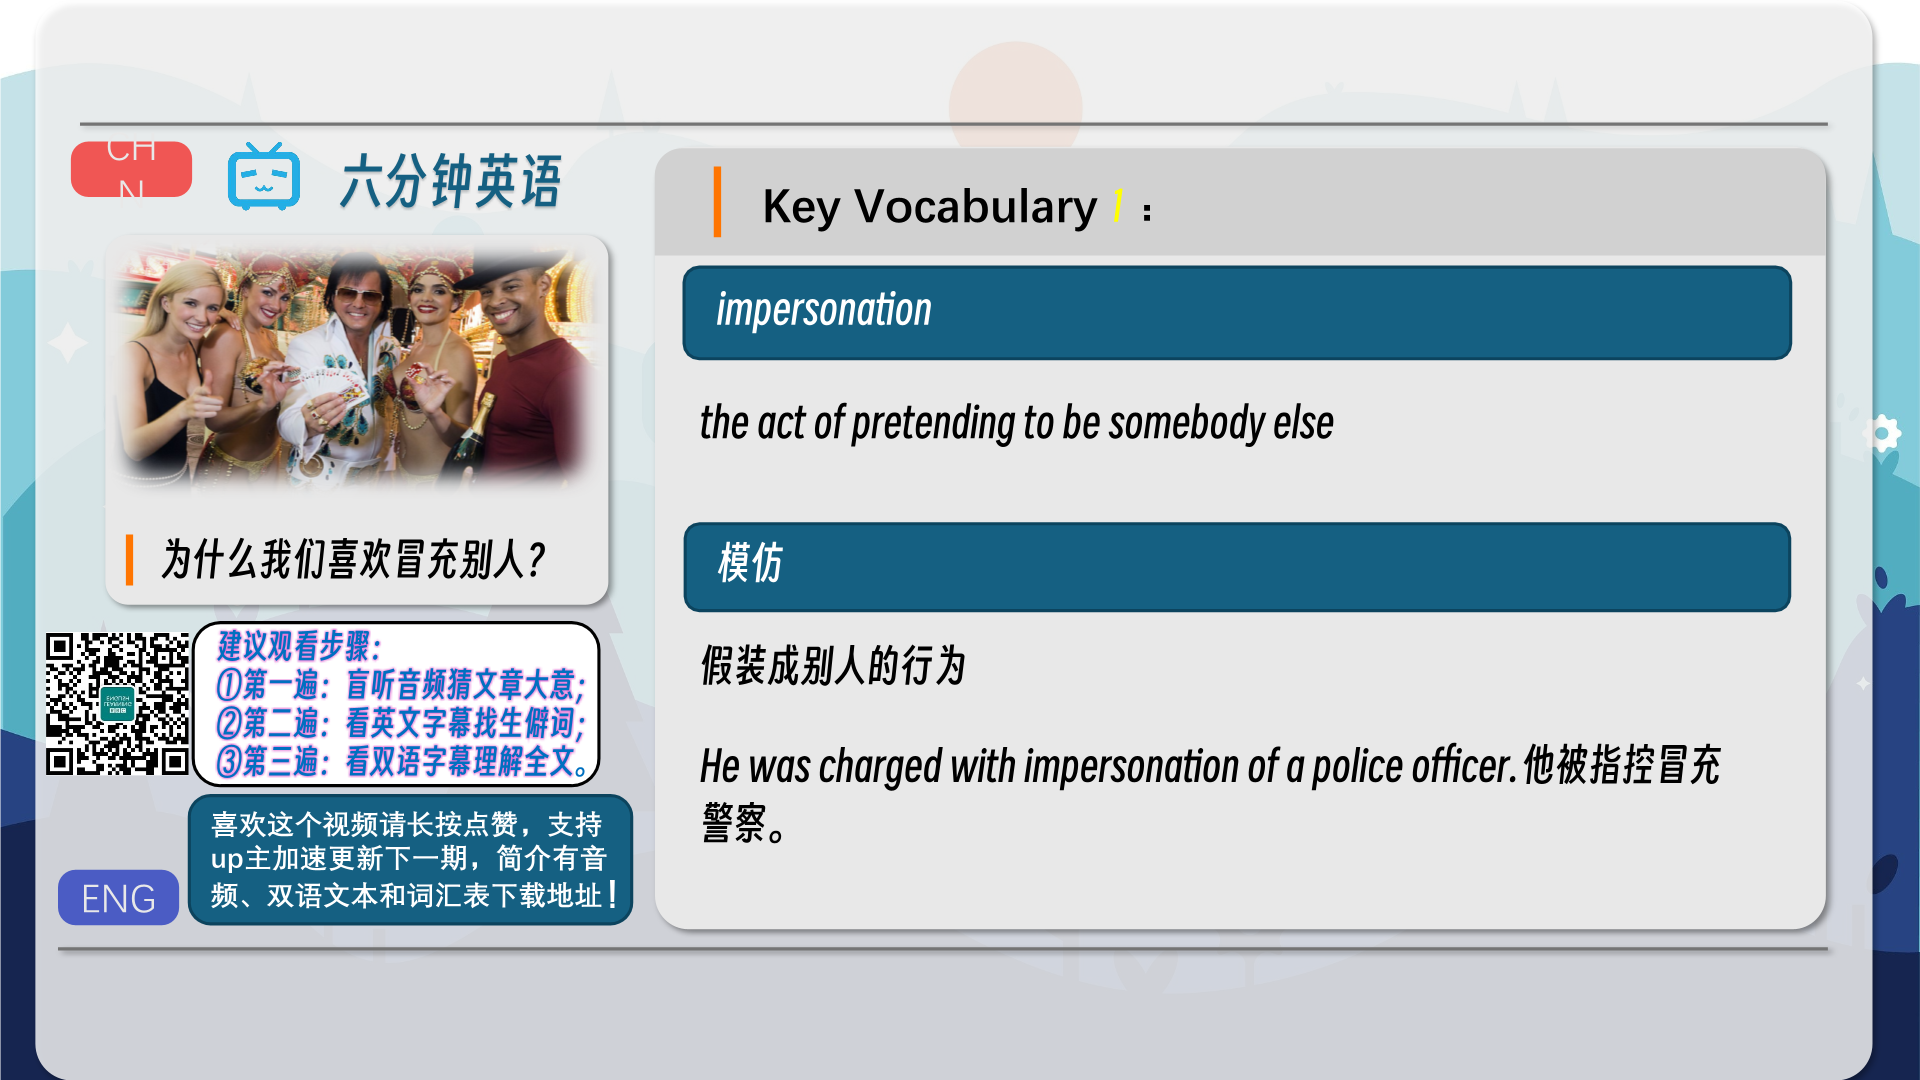 CH
N
六分钟英语
为什么我们喜欢冒充别人？
建议观看步骤：
①第一遍：盲听音频猜文章大意；
②第二遍：看英文字幕找生僻词；
③第三遍：看双语字幕理解全文。
喜欢这个视频请长按点赞，支持
up主加速更新下一期，简介有音
频、双语文本和词汇表下载地址！
ENG
Key Vocabulary 1 ：
impersonation
the act of pretending to be somebody else
模仿
假装成别人的行为
He was charged with impersonation of a police officer.他被指控冒充
警察。